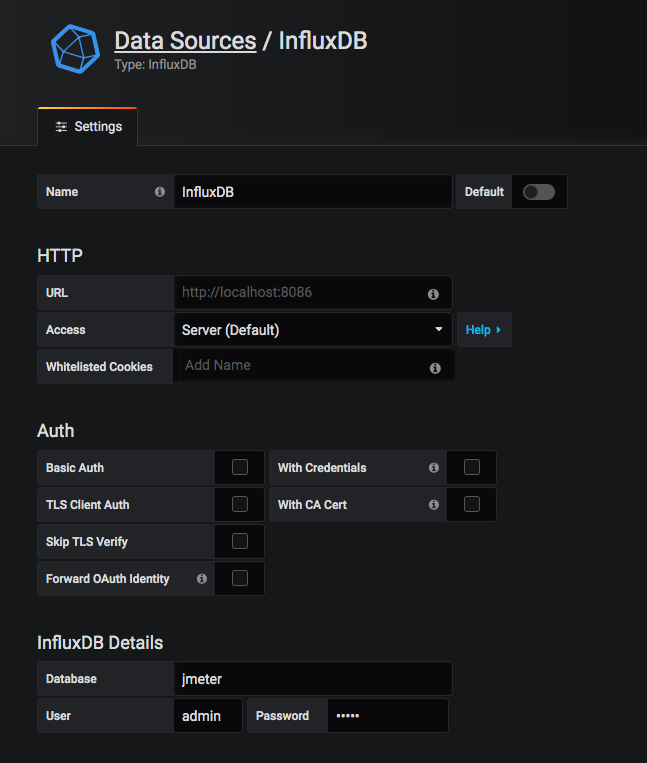 Data Sources / InfluxDB
Type: InfluxDB
Settings
Name InfluxDB Default
HTTP
URL http://localhost:8086
Access Server (Default) Help
Whitelisted Cookies Add Name
Auth
Basic Auth With Credentials
TLS Client Auth With CA Cert
Skip TLS Verify
Forward OAuth Identity
InfluxDB Details
Database jmeter
User admin Password •••••